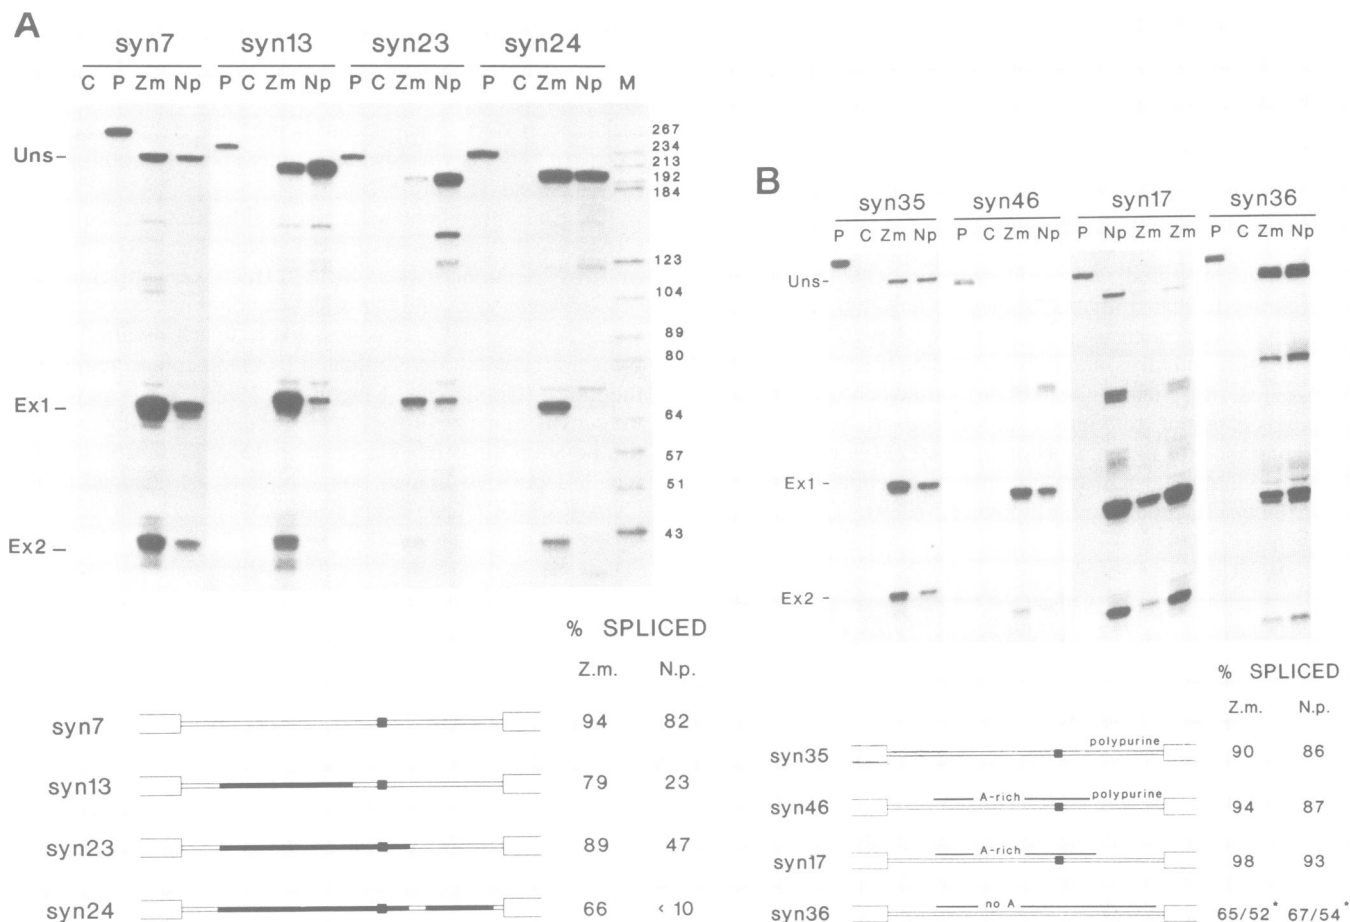 A
syn7 syn13 syn23 syn24
C P Zm Np P C Zm Np P C Zm Np P C Zm Np M
Uns–
267
234
213
192
184
123
104
89
80
Ex1 –
64
57
51
43
Ex2 –
% SPLICED
Z.m. N.p.
syn7 94 82
syn13 79 23
syn23 89 47
syn24 66 < 10
B
syn35 syn46 syn17 syn36
P C Zm Np P C Zm Np P Np Zm Zm P C Zm Np
Uns–
Ex1 –
Ex2 –
% SPLICED
Z.m. N.p.
syn35 polypurine 90 86
syn46 A-rich polypurine 94 87
syn17 A-rich 98 93
syn36 no A 65/52* 67/54*